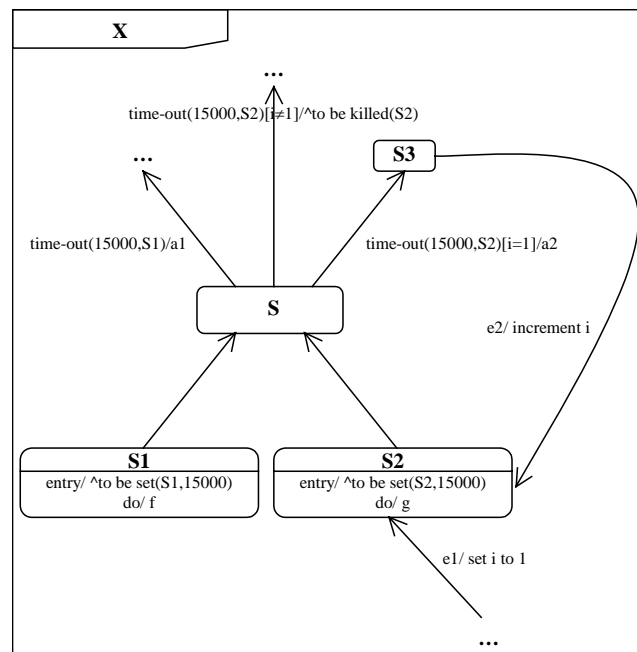 X
...
time-out(15000,S2)[i≠1]/^to be killed(S2)
...
S3
time-out(15000,S1)/a1
time-out(15000,S2)[i=1]/a2
S
e2/ increment i
S1
entry/ ^to be set(S1,15000)
do/ f
S2
entry/ ^to be set(S2,15000)
do/ g
e1/ set i to 1
...